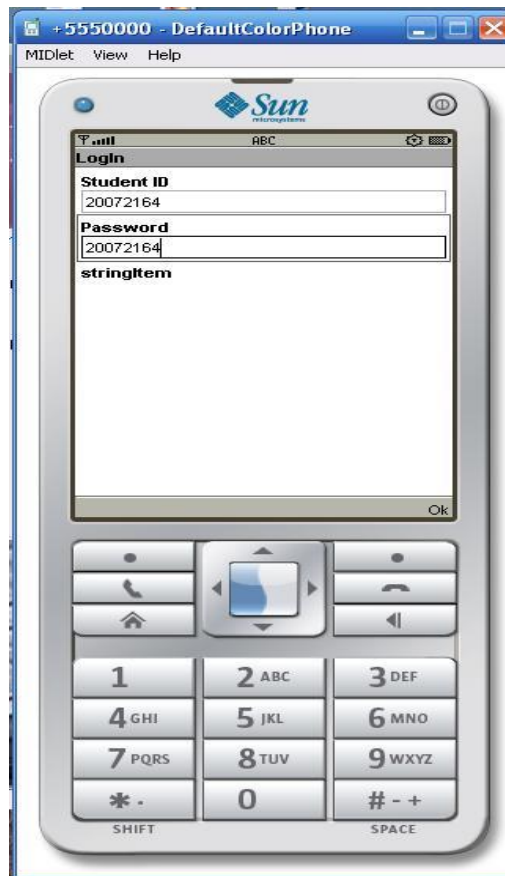 +5550000 - DefaultColorPhone
MIDlet View Help
Sun
microsystems
ABC
LogIn
Student ID
20072164
Password
20072164
stringItem
Ok
1 2 ABC 3 DEF
4 GHI 5 JKL 6 MNO
7 PQRS 8 TUV 9 WXYZ
* . 0 # - +
SHIFT SPACE